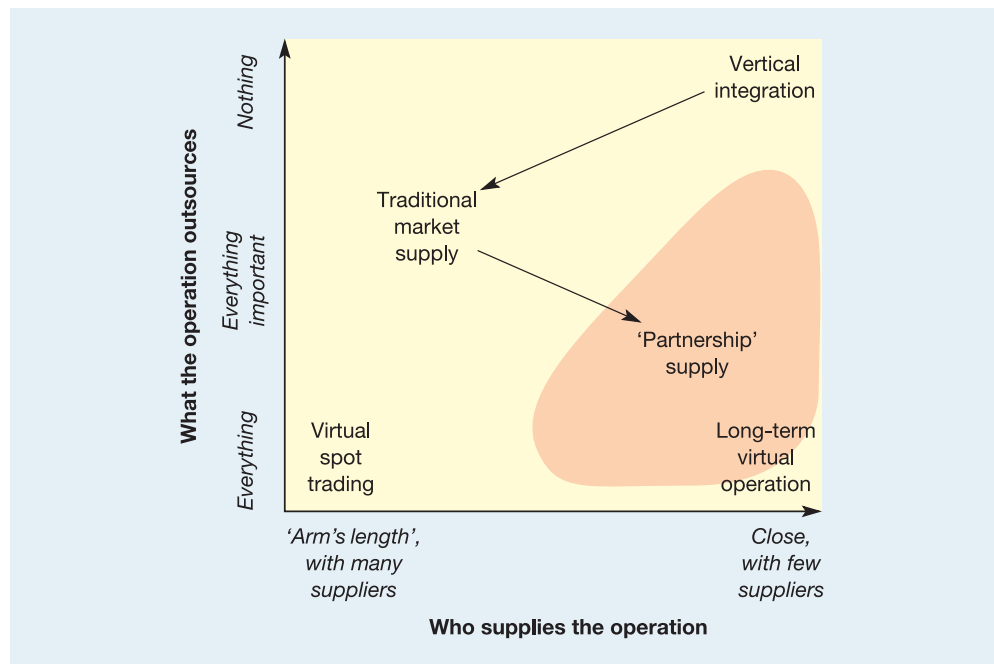 What the operation outsources
Nothing
Everything
important
Everything
Vertical
integration
Traditional
market
supply
‘Partnership’
supply
Virtual
spot
trading
Long-term
virtual
operation
‘Arm’s length’,
with many
suppliers
Close,
with few
suppliers
Who supplies the operation